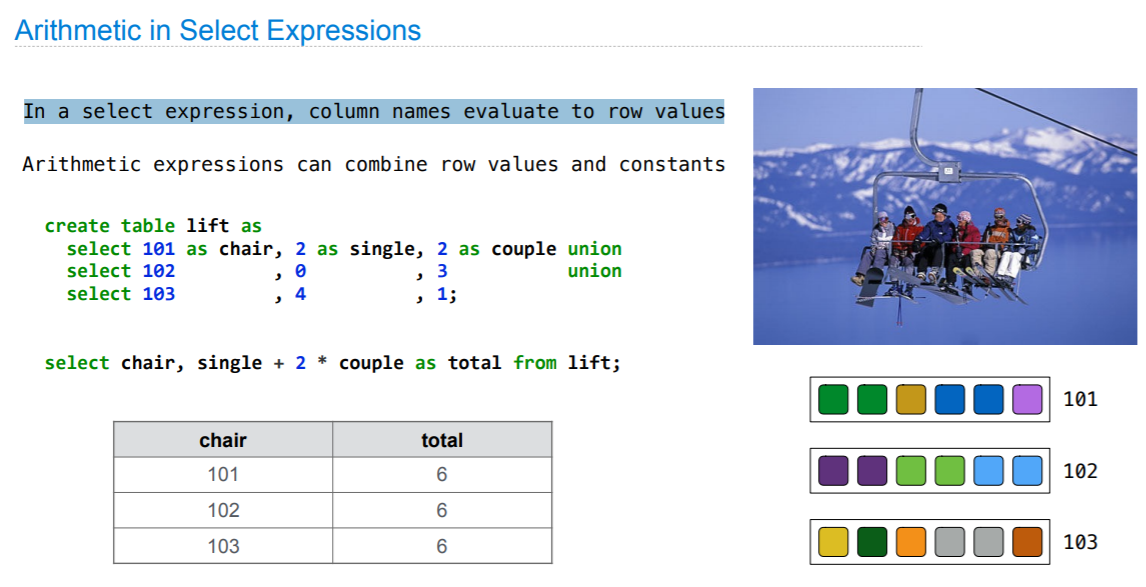 Arithmetic in Select Expressions
In a select expression, column names evaluate to row values
Arithmetic expressions can combine row values and constants
create table lift as
select 101 as chair, 2 as single, 2 as couple union
select 102 , 0 , 3 union
select 103 , 4 , 1;
select chair, single + 2 * couple as total from lift;
chair total
101 6
102 6
103 6
101
102
103